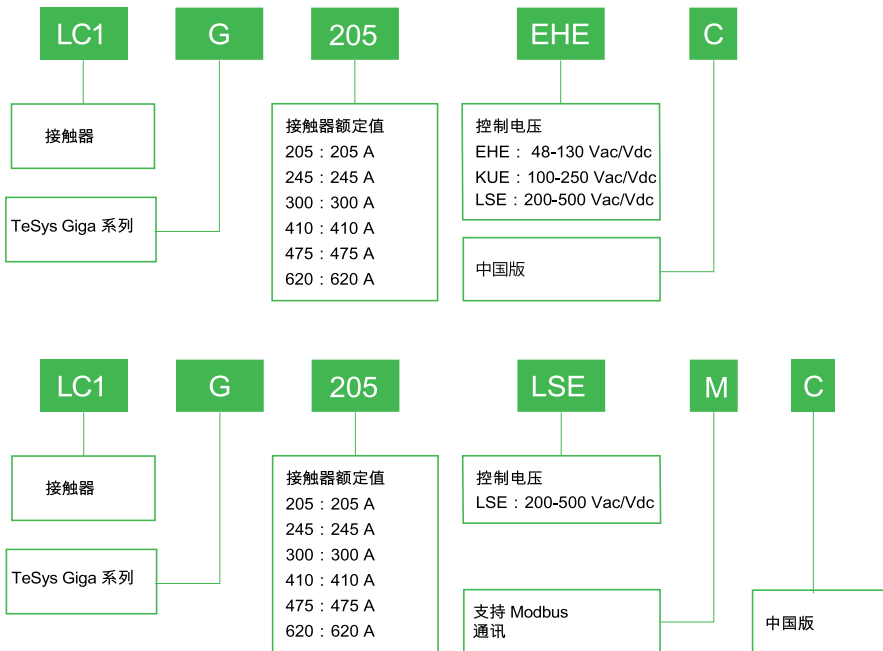 LC1
G
205
EHE
C
接触器
TeSys Giga 系列
接触器额定值
205：205 A
245：245 A
300：300 A
410：410 A
475：475 A
620：620 A
控制电压
EHE： 48-130 Vac/Vdc
KUE：100-250 Vac/Vdc
LSE：200-500 Vac/Vdc
中国版
LC1
G
205
LSE
M
C
接触器
TeSys Giga 系列
接触器额定值
205：205 A
245：245 A
300：300 A
410：410 A
475：475 A
620：620 A
控制电压
LSE：200-500 Vac/Vdc
支持 Modbus
通讯
中国版